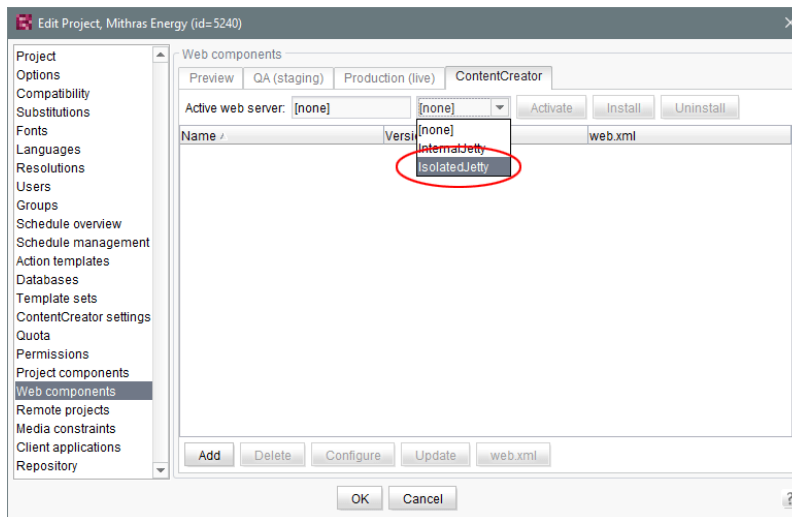 Edit Project, Mithras Energy (id=5240)
Project
Options
Compatibility
Substitutions
Fonts
Languages
Resolutions
Users
Groups
Schedule overview
Schedule management
Action templates
Databases
Template sets
ContentCreator settings
Quota
Permissions
Project components
Web components
Remote projects
Media constraints
Client applications
Repository
Web components
Preview QA (staging) Production (live) ContentCreator
Active web server: [none] [none] Activate Install Uninstall
[none]
InternalJetty
IsolatedJetty
Name web.xml
Add Delete Configure Update web.xml
OK Cancel
?